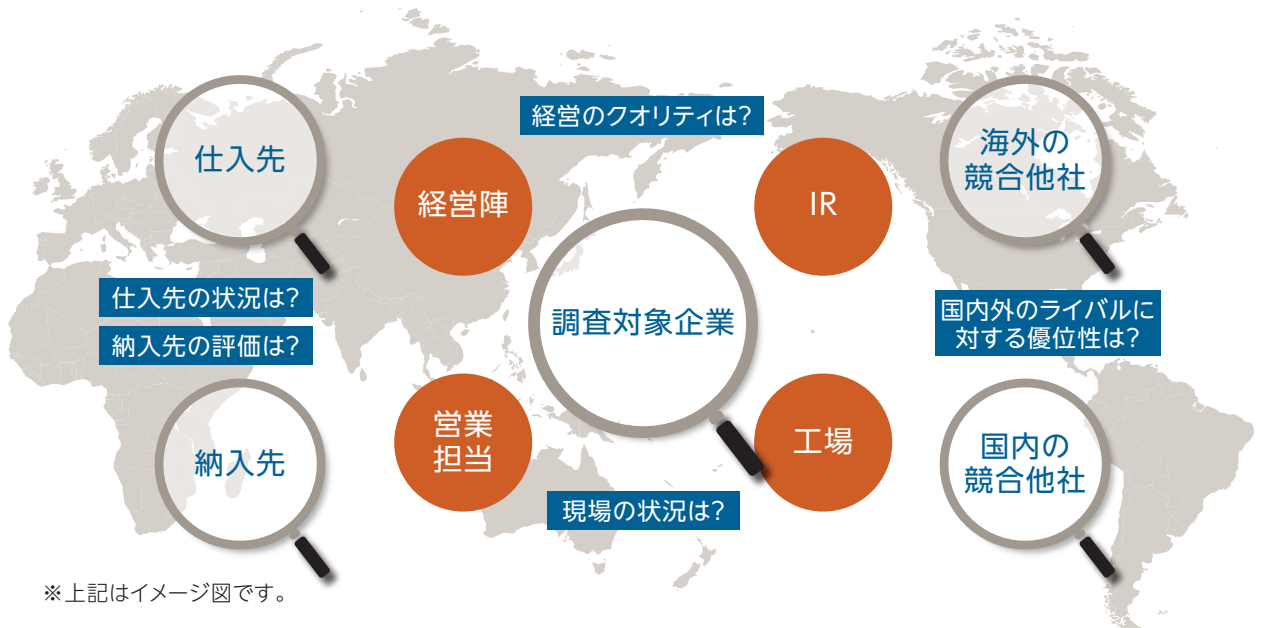 経営のクオリティは?
仕入先
経営陣
IR
海外の
競合他社
仕入先の状況は?
納入先の評価は?
調査対象企業
国内外のライバルに
対する優位性は?
営業
担当
工場
納入先
国内の
競合他社
現場の状況は?
※上記はイメージ図です。